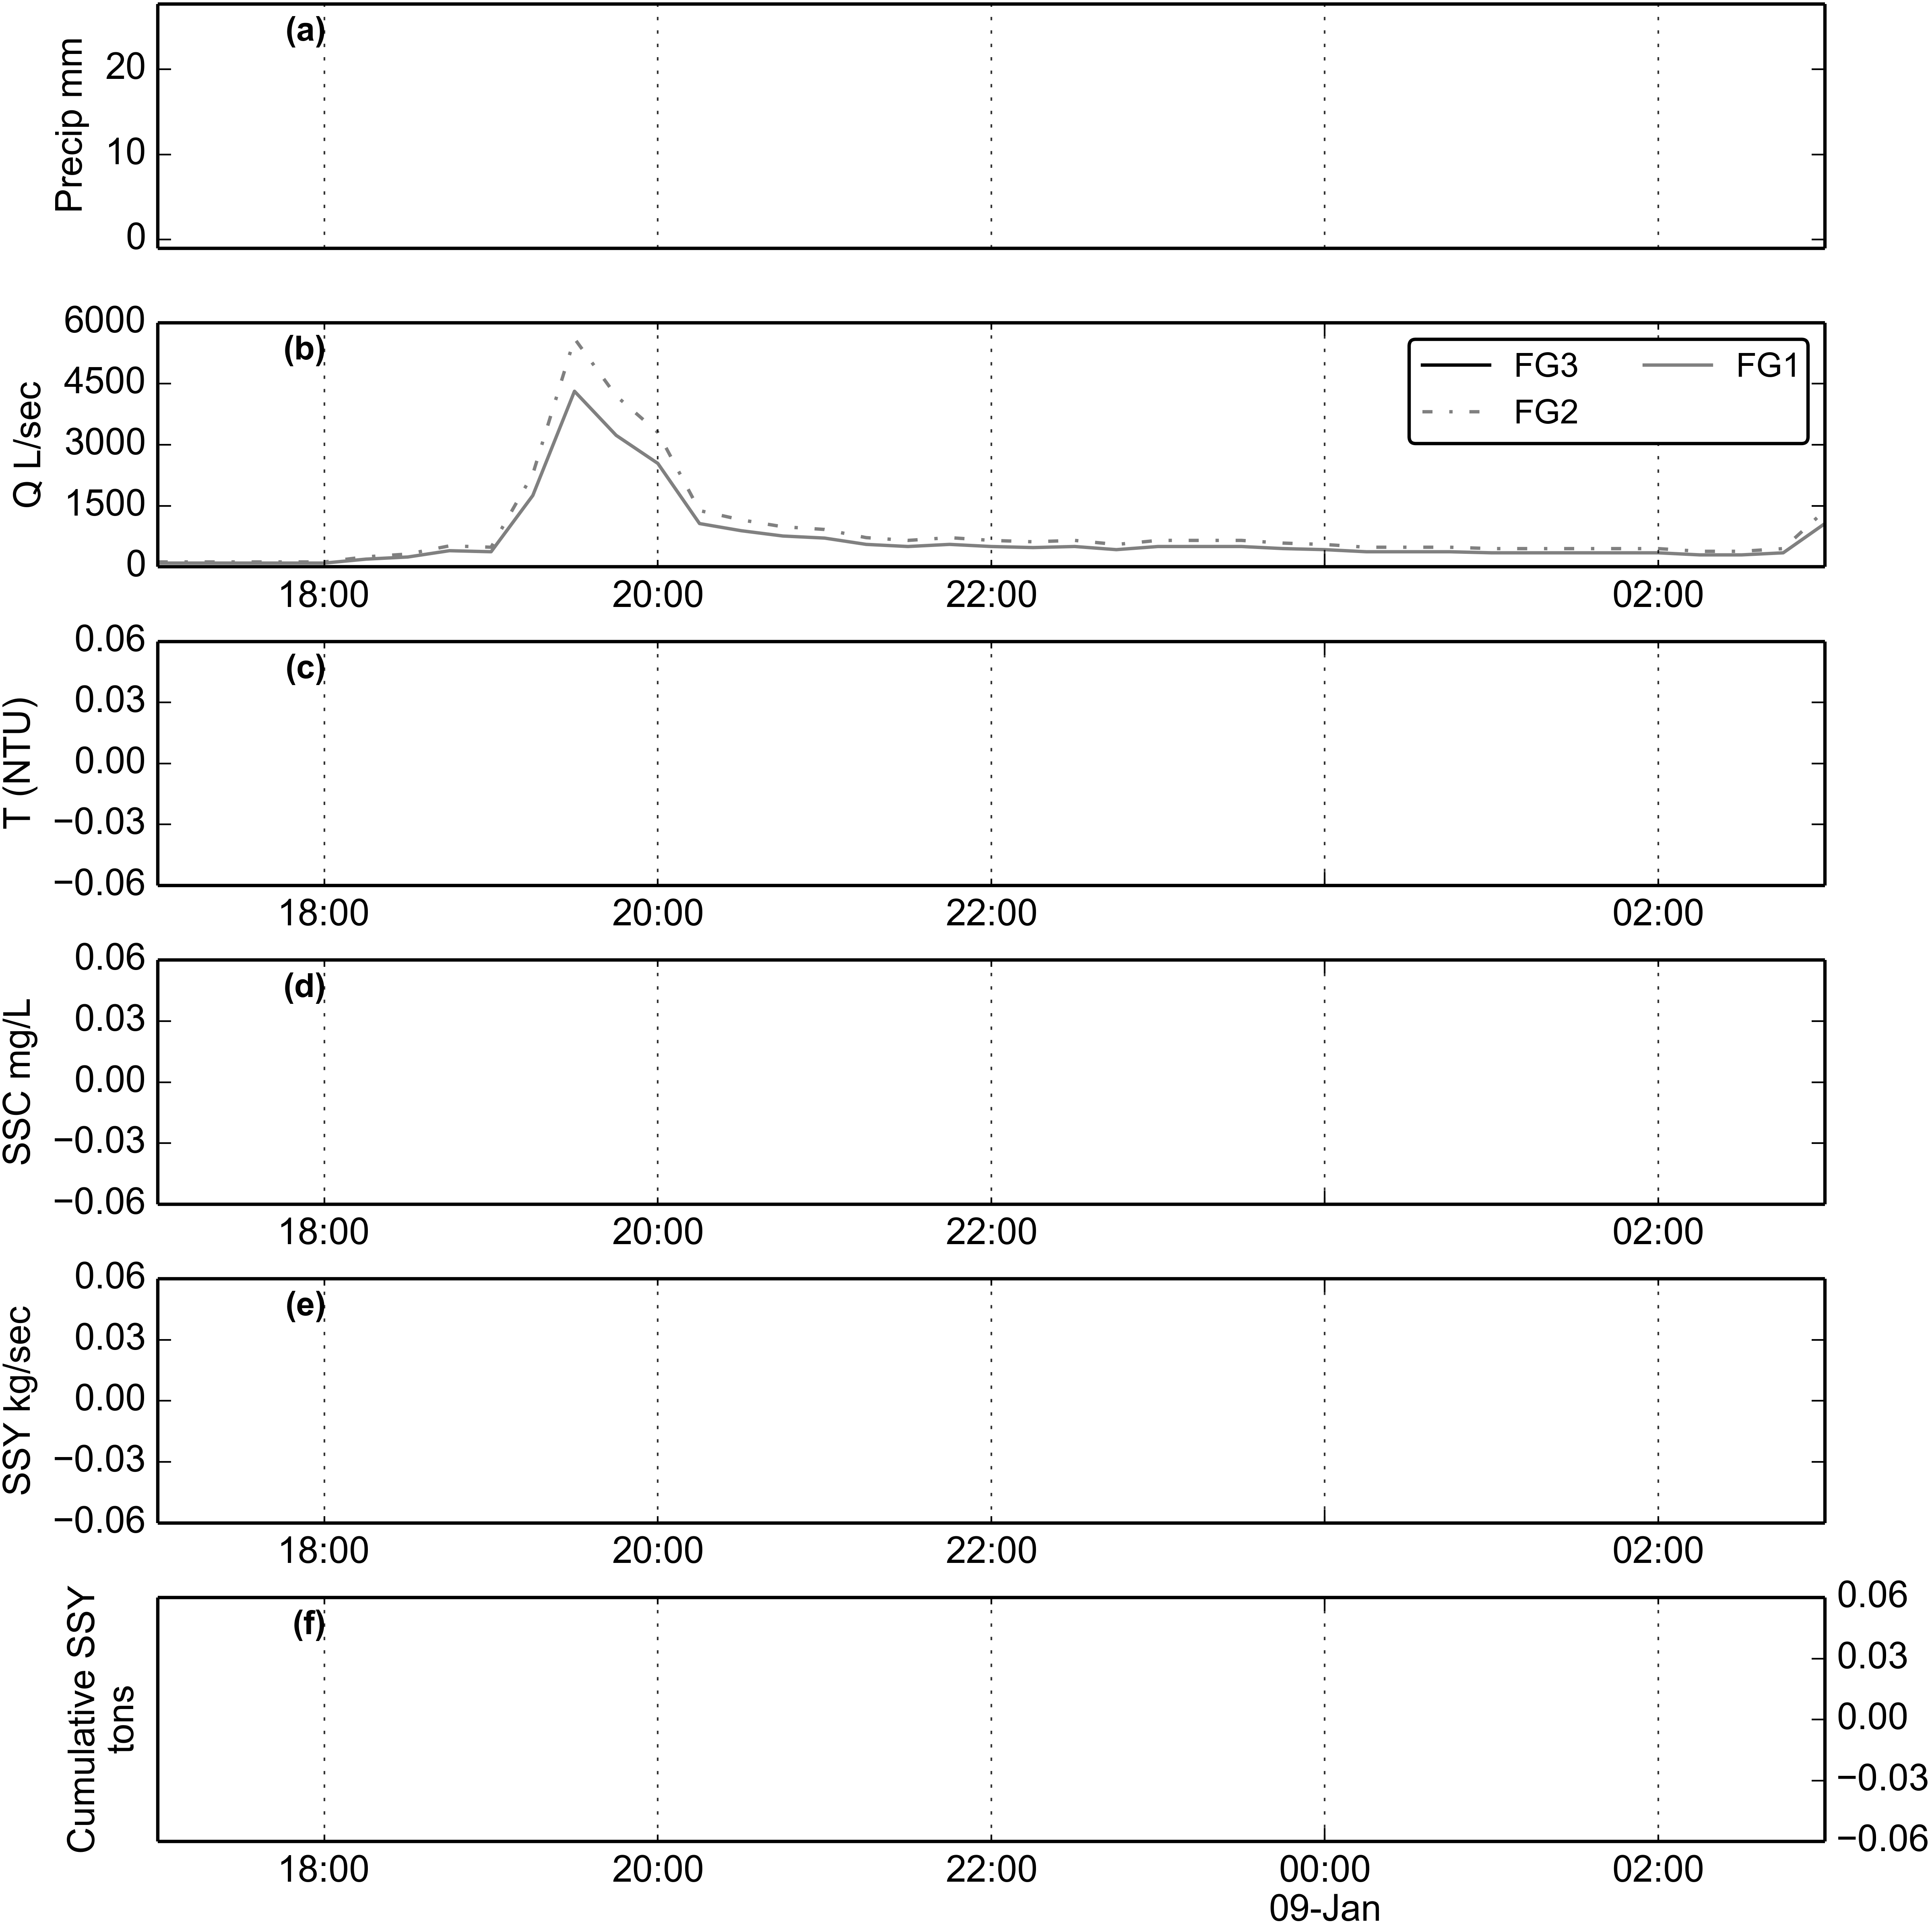 (a)
Precip mm
20
10
0
(b)
Q L/sec
6000
4500
3000
1500
0
FG3
FG1
FG2
18:00 20:00 22:00 02:00
(c)
T (NTU)
0.06
0.03
0.00
−0.03
−0.06
18:00 20:00 22:00 02:00
(d)
SSC mg/L
0.06
0.03
0.00
−0.03
−0.06
18:00 20:00 22:00 02:00
(e)
SSY kg/sec
0.06
0.03
0.00
−0.03
−0.06
18:00 20:00 22:00 02:00
(f)
Cumulative SSY
tons
0.06
0.03
0.00
−0.03
−0.06
18:00 20:00 22:00 00:00 02:00
09-Jan